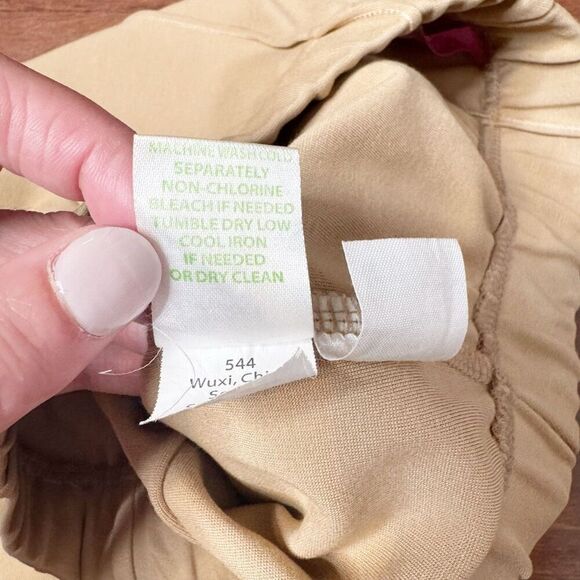 MACHINE WASH COLD
SEPARATELY
NON-CHLORINE
BLEACH IF NEEDED
TUMBLE DRY LOW
COOL IRON
IF NEEDED
OR DRY CLEAN
544
Wuxi,